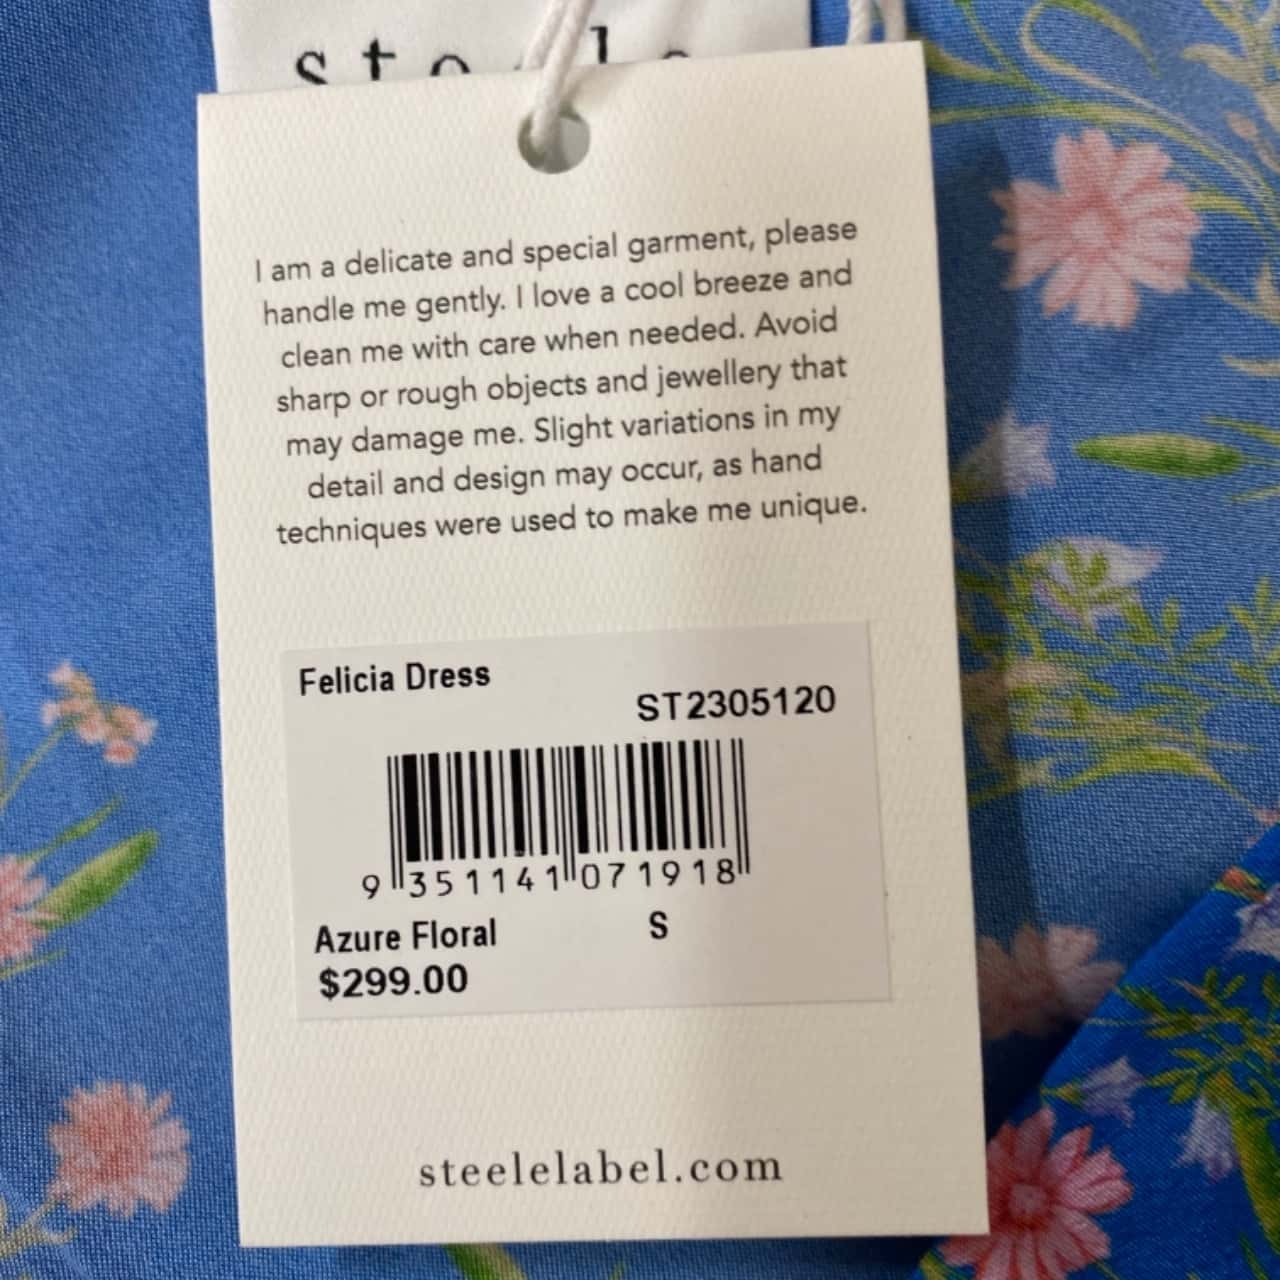 steele
I am a delicate and special garment, please
handle me gently. I love a cool breeze and
clean me with care when needed. Avoid
sharp or rough objects and jewellery that
may damage me. Slight variations in my
detail and design may occur, as hand
techniques were used to make me unique.
Felicia Dress
ST2305120
9 351141 071918
Azure Floral S
$299.00
steelelabel.com